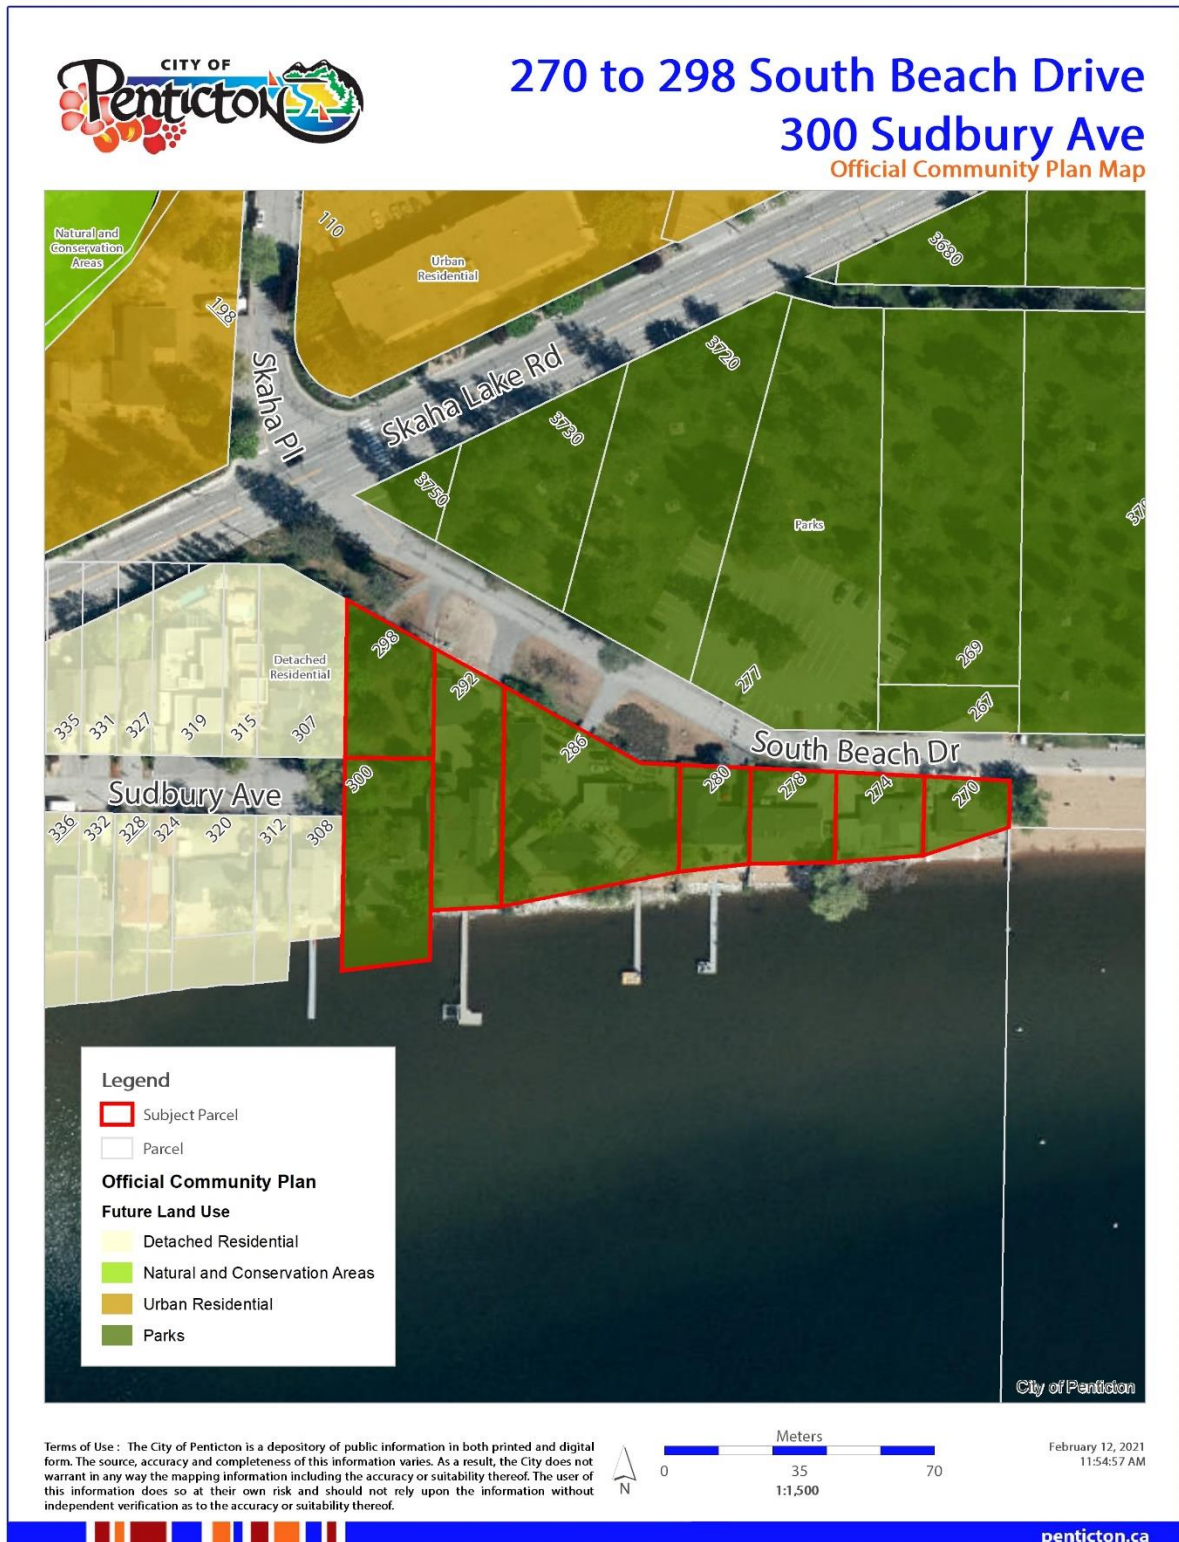 CITY OF
Penticton
270 to 298 South Beach Drive
300 Sudbury Ave
Official Community Plan Map
Natural and
Conservation
Areas
110
Urban
Residential
3680
198
Skaha Pl
Skaha Lake Rd
3720
3730
3750
Parks
298
Detached
Residential
292
277
269
267
335
331
327
319
315
307
286
South Beach Dr
300
280
278
274
270
Sudbury Ave
336
332
328
324
320
312
308
Legend
Subject Parcel
Parcel
Official Community Plan
Future Land Use
Detached Residential
Natural and Conservation Areas
Urban Residential
Parks
City of Penticton
Terms of Use : The City of Penticton is a depository of public information in both printed and digital
form. The source, accuracy and completeness of this information varies. As a result, the City does not
warrant in any way the mapping information including the accuracy or suitability thereof. The user of
this information does so at their own risk and should not rely upon the information without
independent verification as to the accuracy or suitability thereof.
N
Meters
0 35 70
1:1,500
February 12, 2021
11:54:57 AM
penticton.ca